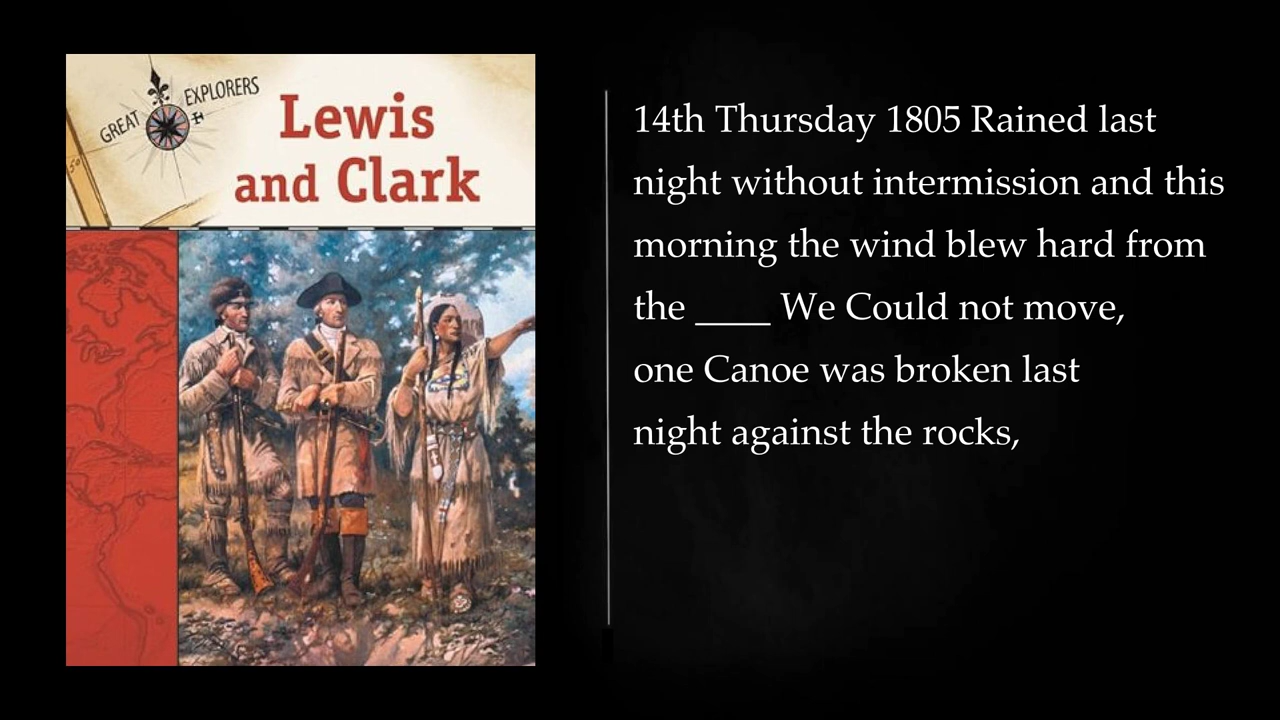 GREAT EXPLORERS
Lewis
and Clark
14th Thursday 1805 Rained last
night without intermission and this
morning the wind blew hard from
the ____ We Could not move,
one Canoe was broken last
night against the rocks,